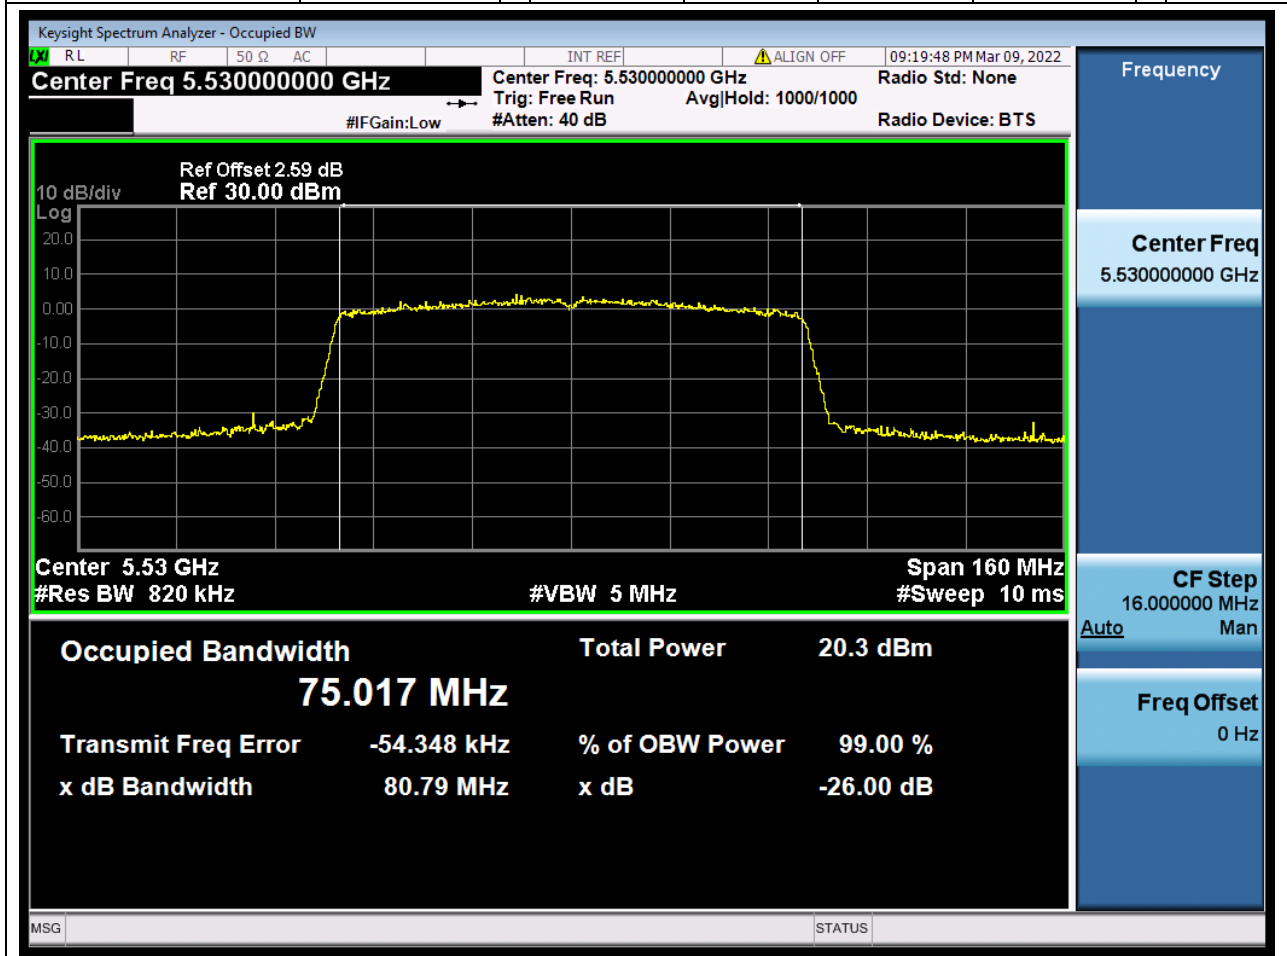 Keysight Spectrum Analyzer - Occupied BW
LXI RL RF 50 Ω AC INT REF ALIGN OFF 09:19:48 PM Mar 09, 2022
Center Freq 5.530000000 GHz
Center Freq: 5.530000000 GHz
Radio Std: None
Trig: Free Run Avg|Hold: 1000/1000
#IFGain:Low
#Atten: 40 dB
Radio Device: BTS
Ref Offset 2.59 dB
10 dB/div Ref 30.00 dBm
Log
20.0
10.0
0.00
-10.0
-20.0
-30.0
-40.0
-50.0
-60.0
Center 5.53 GHz Span 160 MHz
#Res BW 820 kHz #VBW 5 MHz #Sweep 10 ms
Occupied Bandwidth Total Power 20.3 dBm
75.017 MHz
Transmit Freq Error -54.348 kHz % of OBW Power 99.00 %
x dB Bandwidth 80.79 MHz x dB -26.00 dB
Frequency
Center Freq
5.530000000 GHz
CF Step
16.000000 MHz
Auto Man
Freq Offset
0 Hz
MSG STATUS